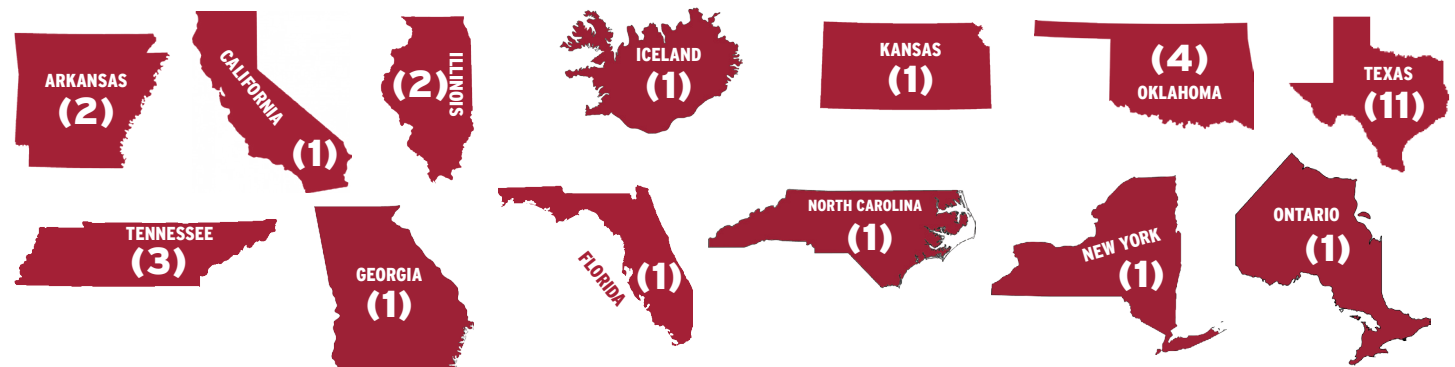 ARKANSAS
(2)
CALIFORNIA
(1)
(2)
ILLINOIS
ICELAND
(1)
KANSAS
(1)
(4)
OKLAHOMA
TEXAS
(11)
TENNESSEE
(3)
GEORGIA
(1)
FLORIDA
(1)
NORTH CAROLINA
(1)
NEW YORK
(1)
ONTARIO
(1)